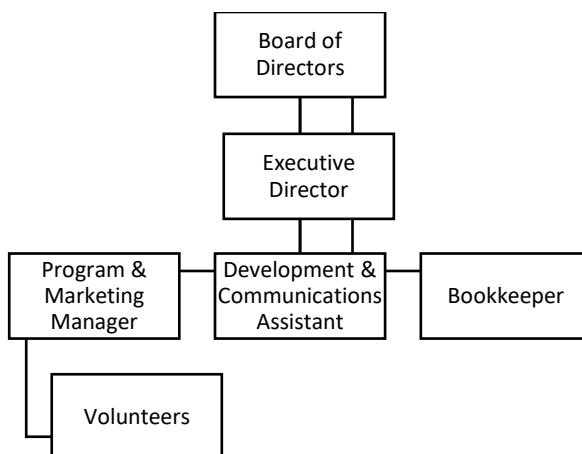 Board of
Directors
Executive
Director
Program &
Marketing
Manager
Development &
Communications
Assistant
Bookkeeper
Volunteers